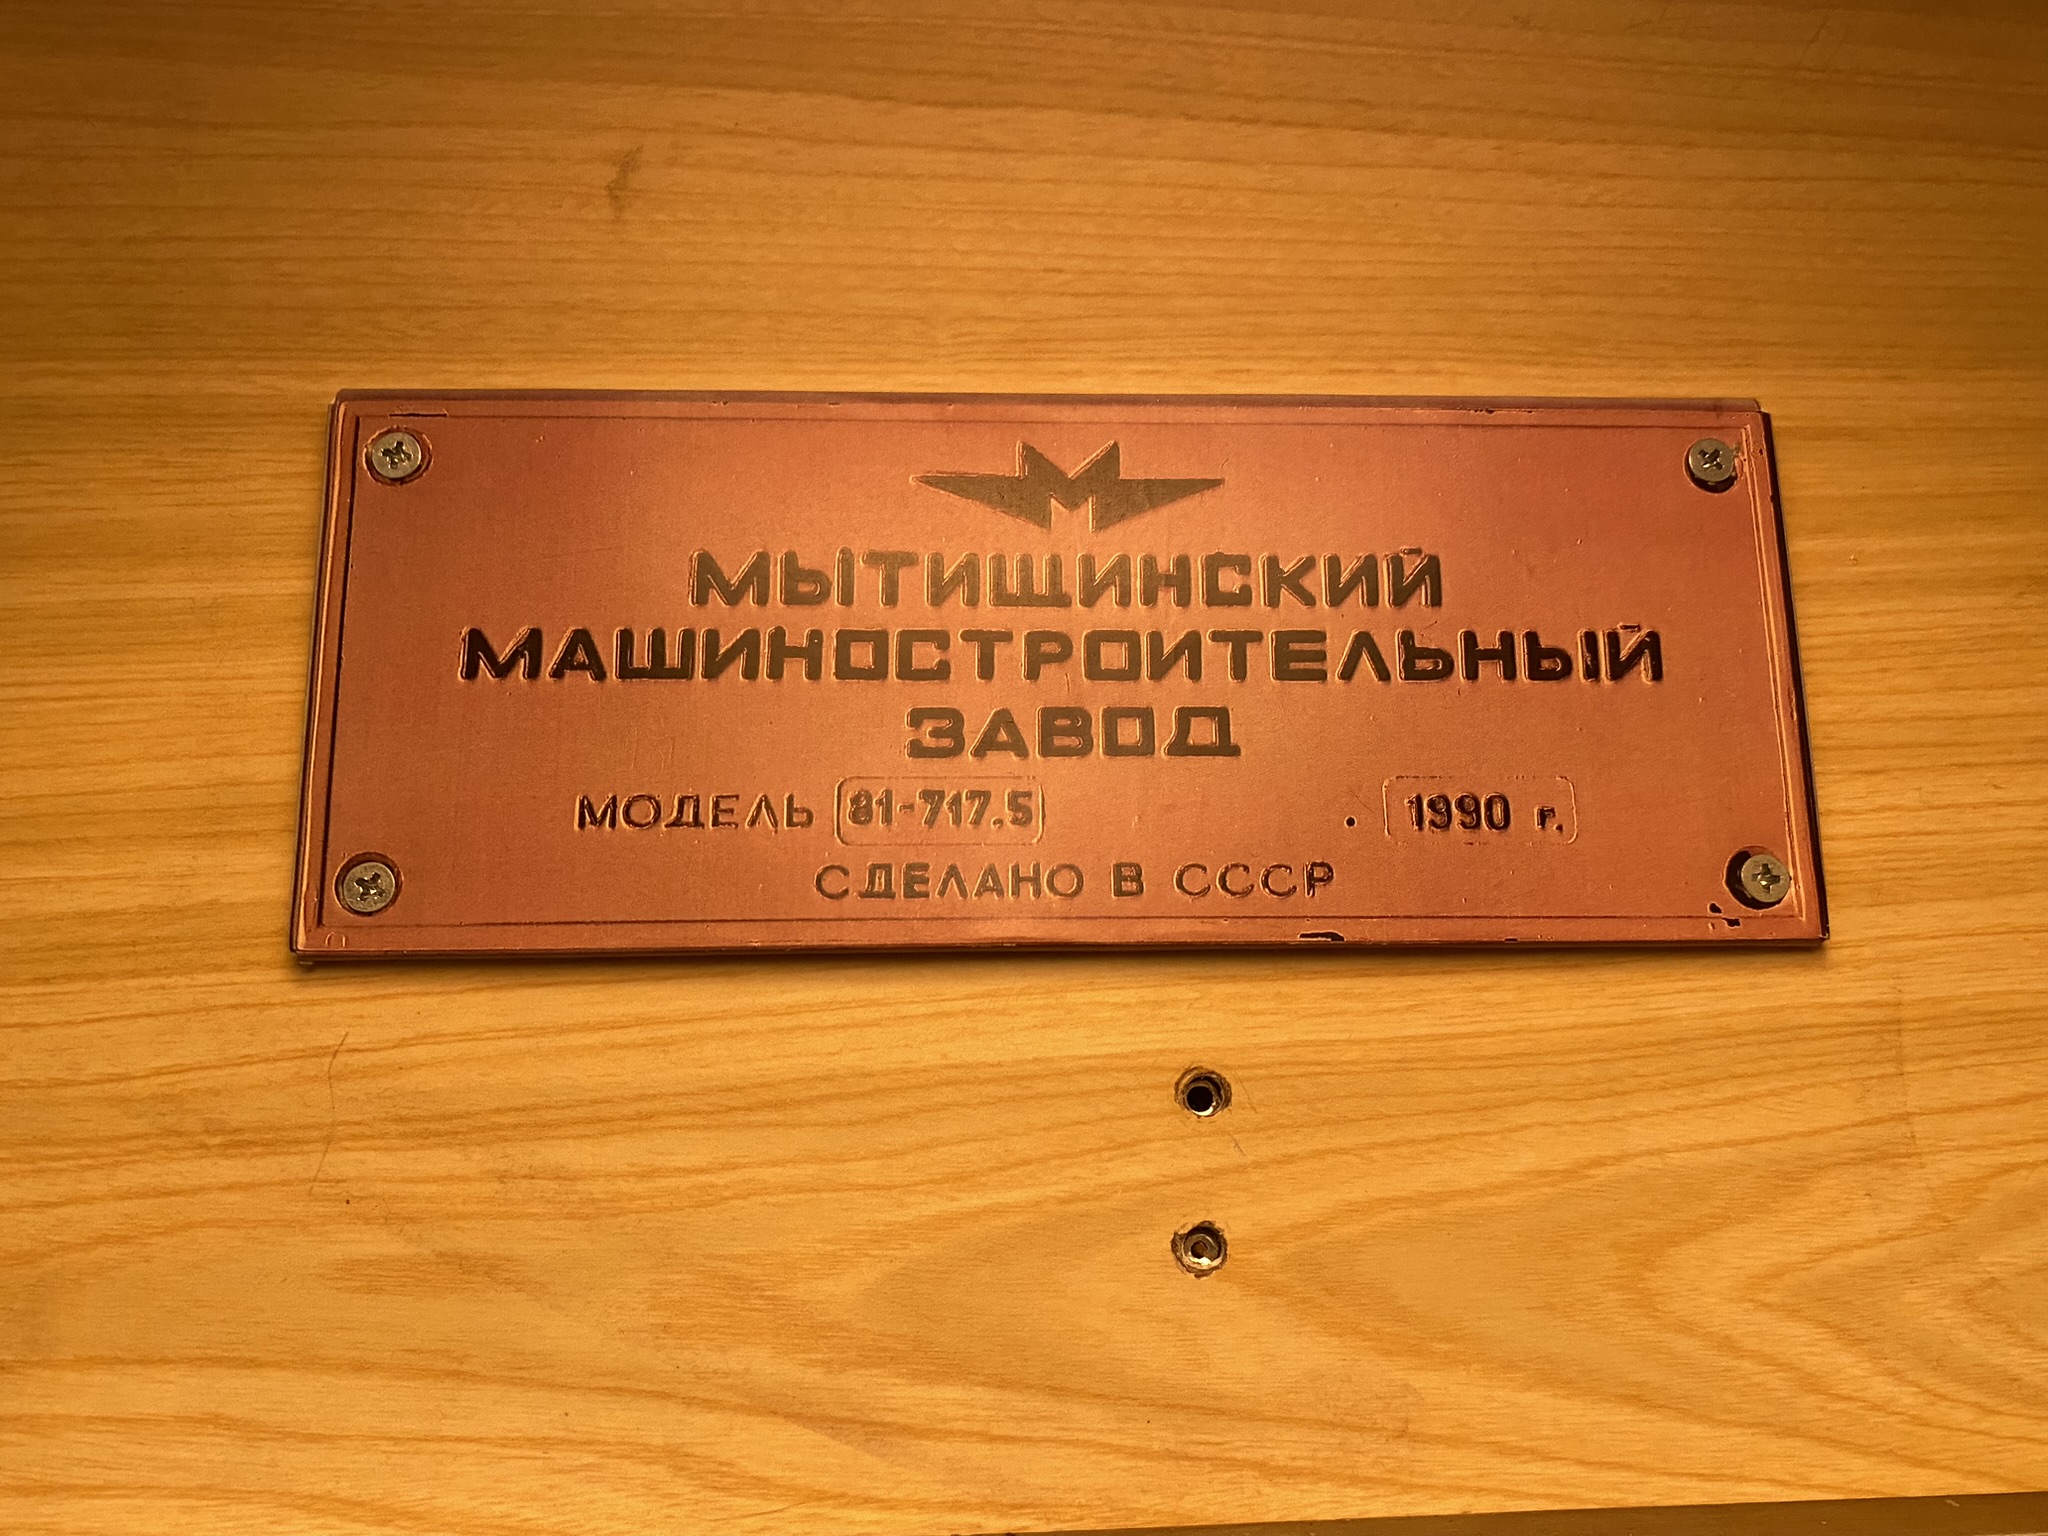 МЫТИЩИНСКИЙ
МАШИНОСТРОИТЕЛЬНЫЙ
ЗАВОД
МОДЕЛЬ 81-717.5 1990 г.
СДЕЛАНО В СССР